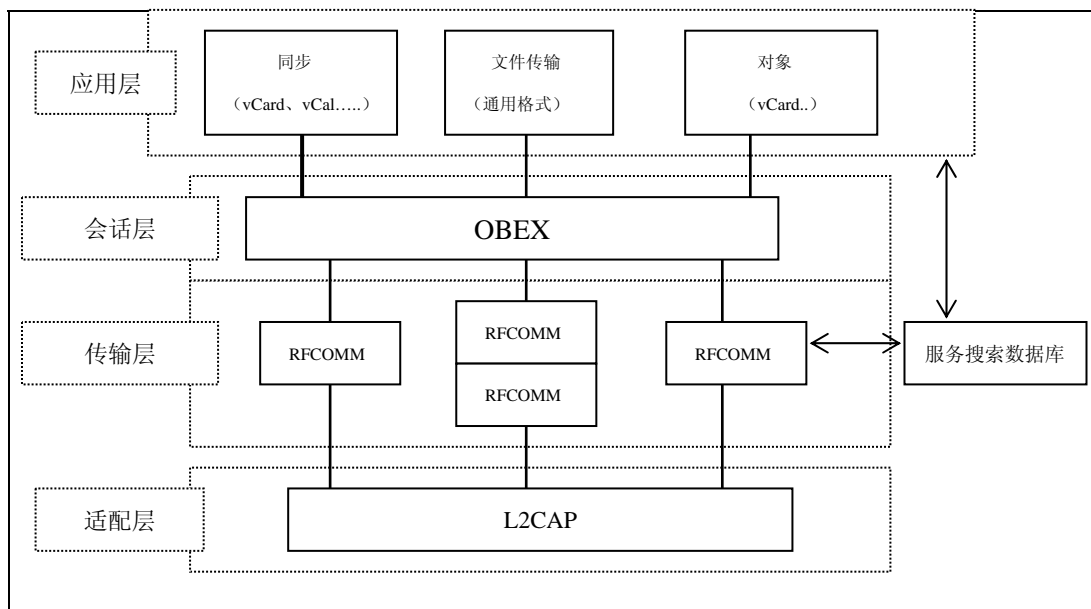 应用层
同步
（vCard、vCal…..）
文件传输
（通用格式）
对象
（vCard..）
会话层
OBEX
传输层
RFCOMM
RFCOMM
RFCOMM
RFCOMM
服务搜索数据库
适配层
L2CAP